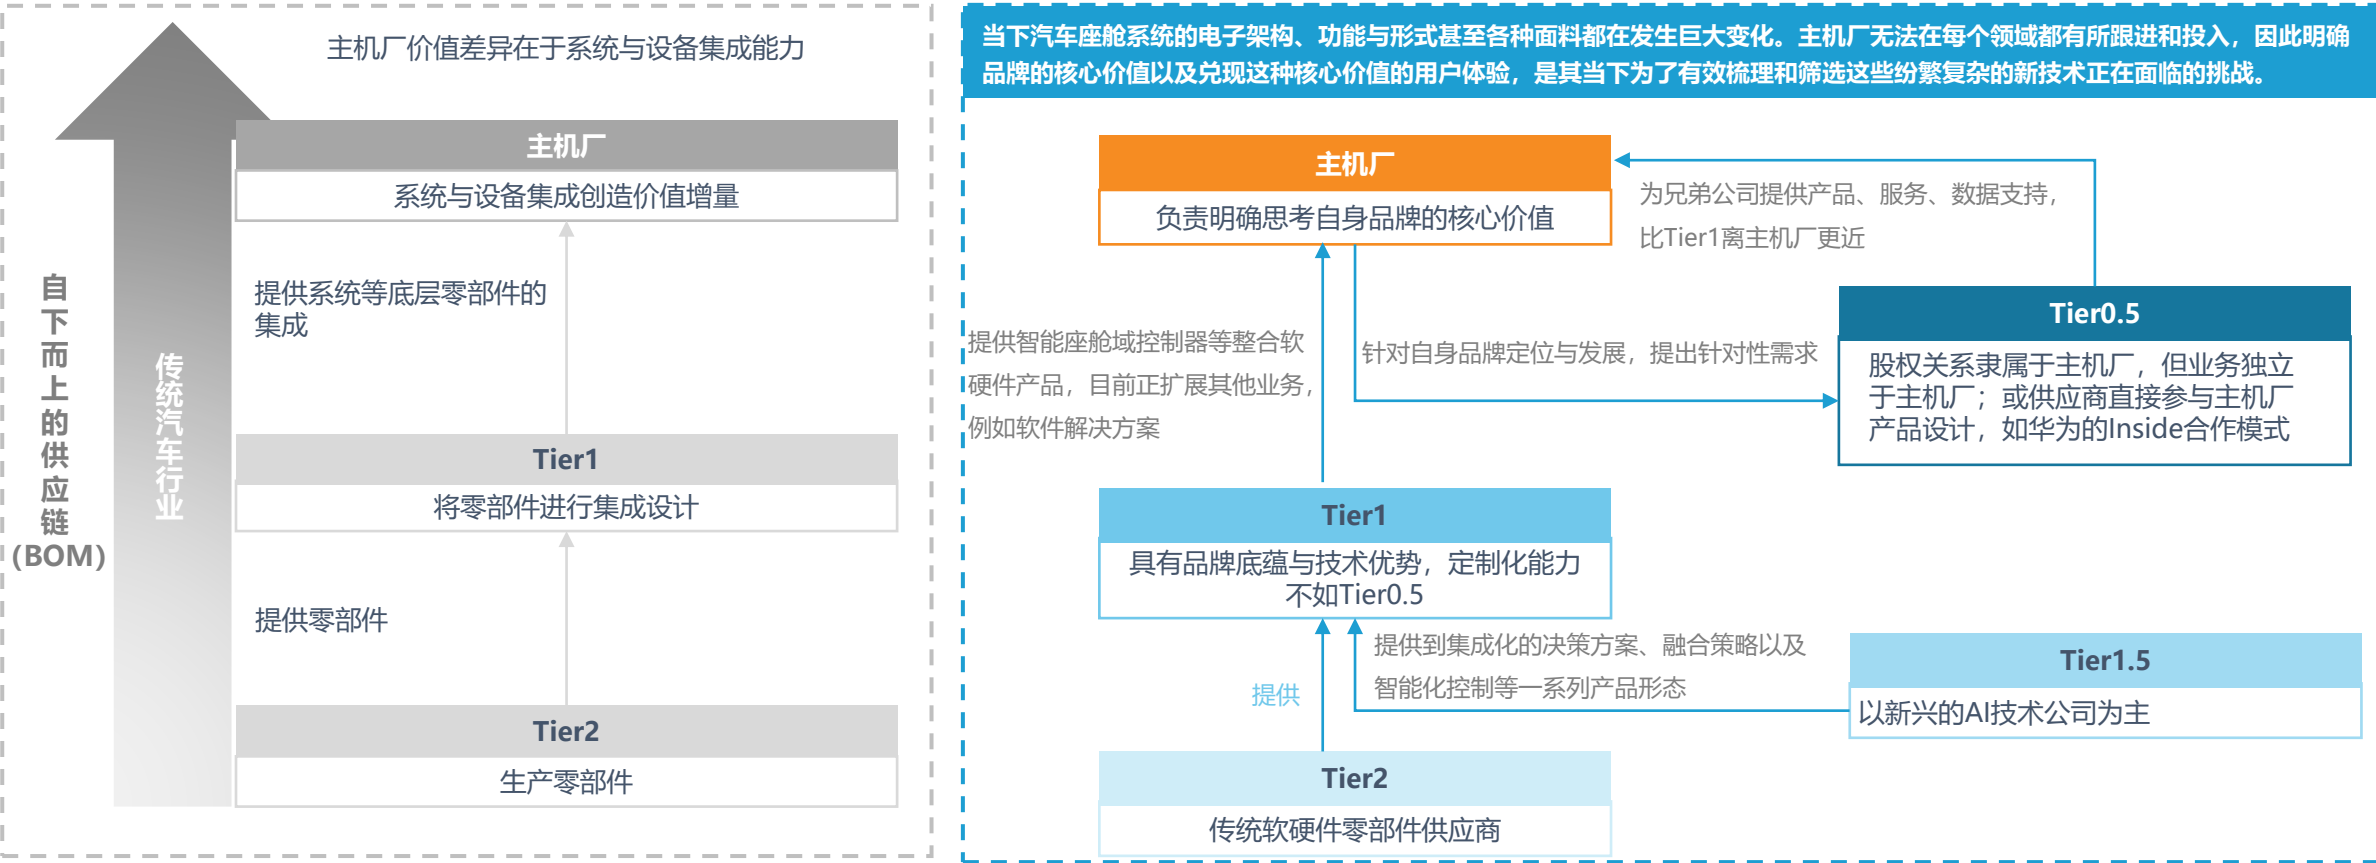 主机厂价值差异在于系统与设备集成能力
自下而上的供应链
(BOM)
传统汽车行业
主机厂
系统与设备集成创造价值增量
提供系统等底层零部件的
集成
Tier1
将零部件进行集成设计
提供零部件
Tier2
生产零部件
当下汽车座舱系统的电子架构、功能与形式甚至各种面料都在发生巨大变化。主机厂无法在每个领域都有所跟进和投入，因此明确
品牌的核心价值以及兑现这种核心价值的用户体验，是其当下为了有效梳理和筛选这些纷繁复杂的新技术正在面临的挑战。
主机厂
负责明确思考自身品牌的核心价值
为兄弟公司提供产品、服务、数据支持，
比Tier1离主机厂更近
提供智能座舱域控制器等整合软
硬件产品，目前正扩展其他业务，
例如软件解决方案
针对自身品牌定位与发展，提出针对性需求
Tier0.5
股权关系隶属于主机厂，但业务独立
于主机厂；或供应商直接参与主机厂
产品设计，如华为的Inside合作模式
Tier1
具有品牌底蕴与技术优势，定制化能力
不如Tier0.5
提供到集成化的决策方案、融合策略以及
智能化控制等一系列产品形态
提供
Tier1.5
以新兴的AI技术公司为主
Tier2
传统软硬件零部件供应商